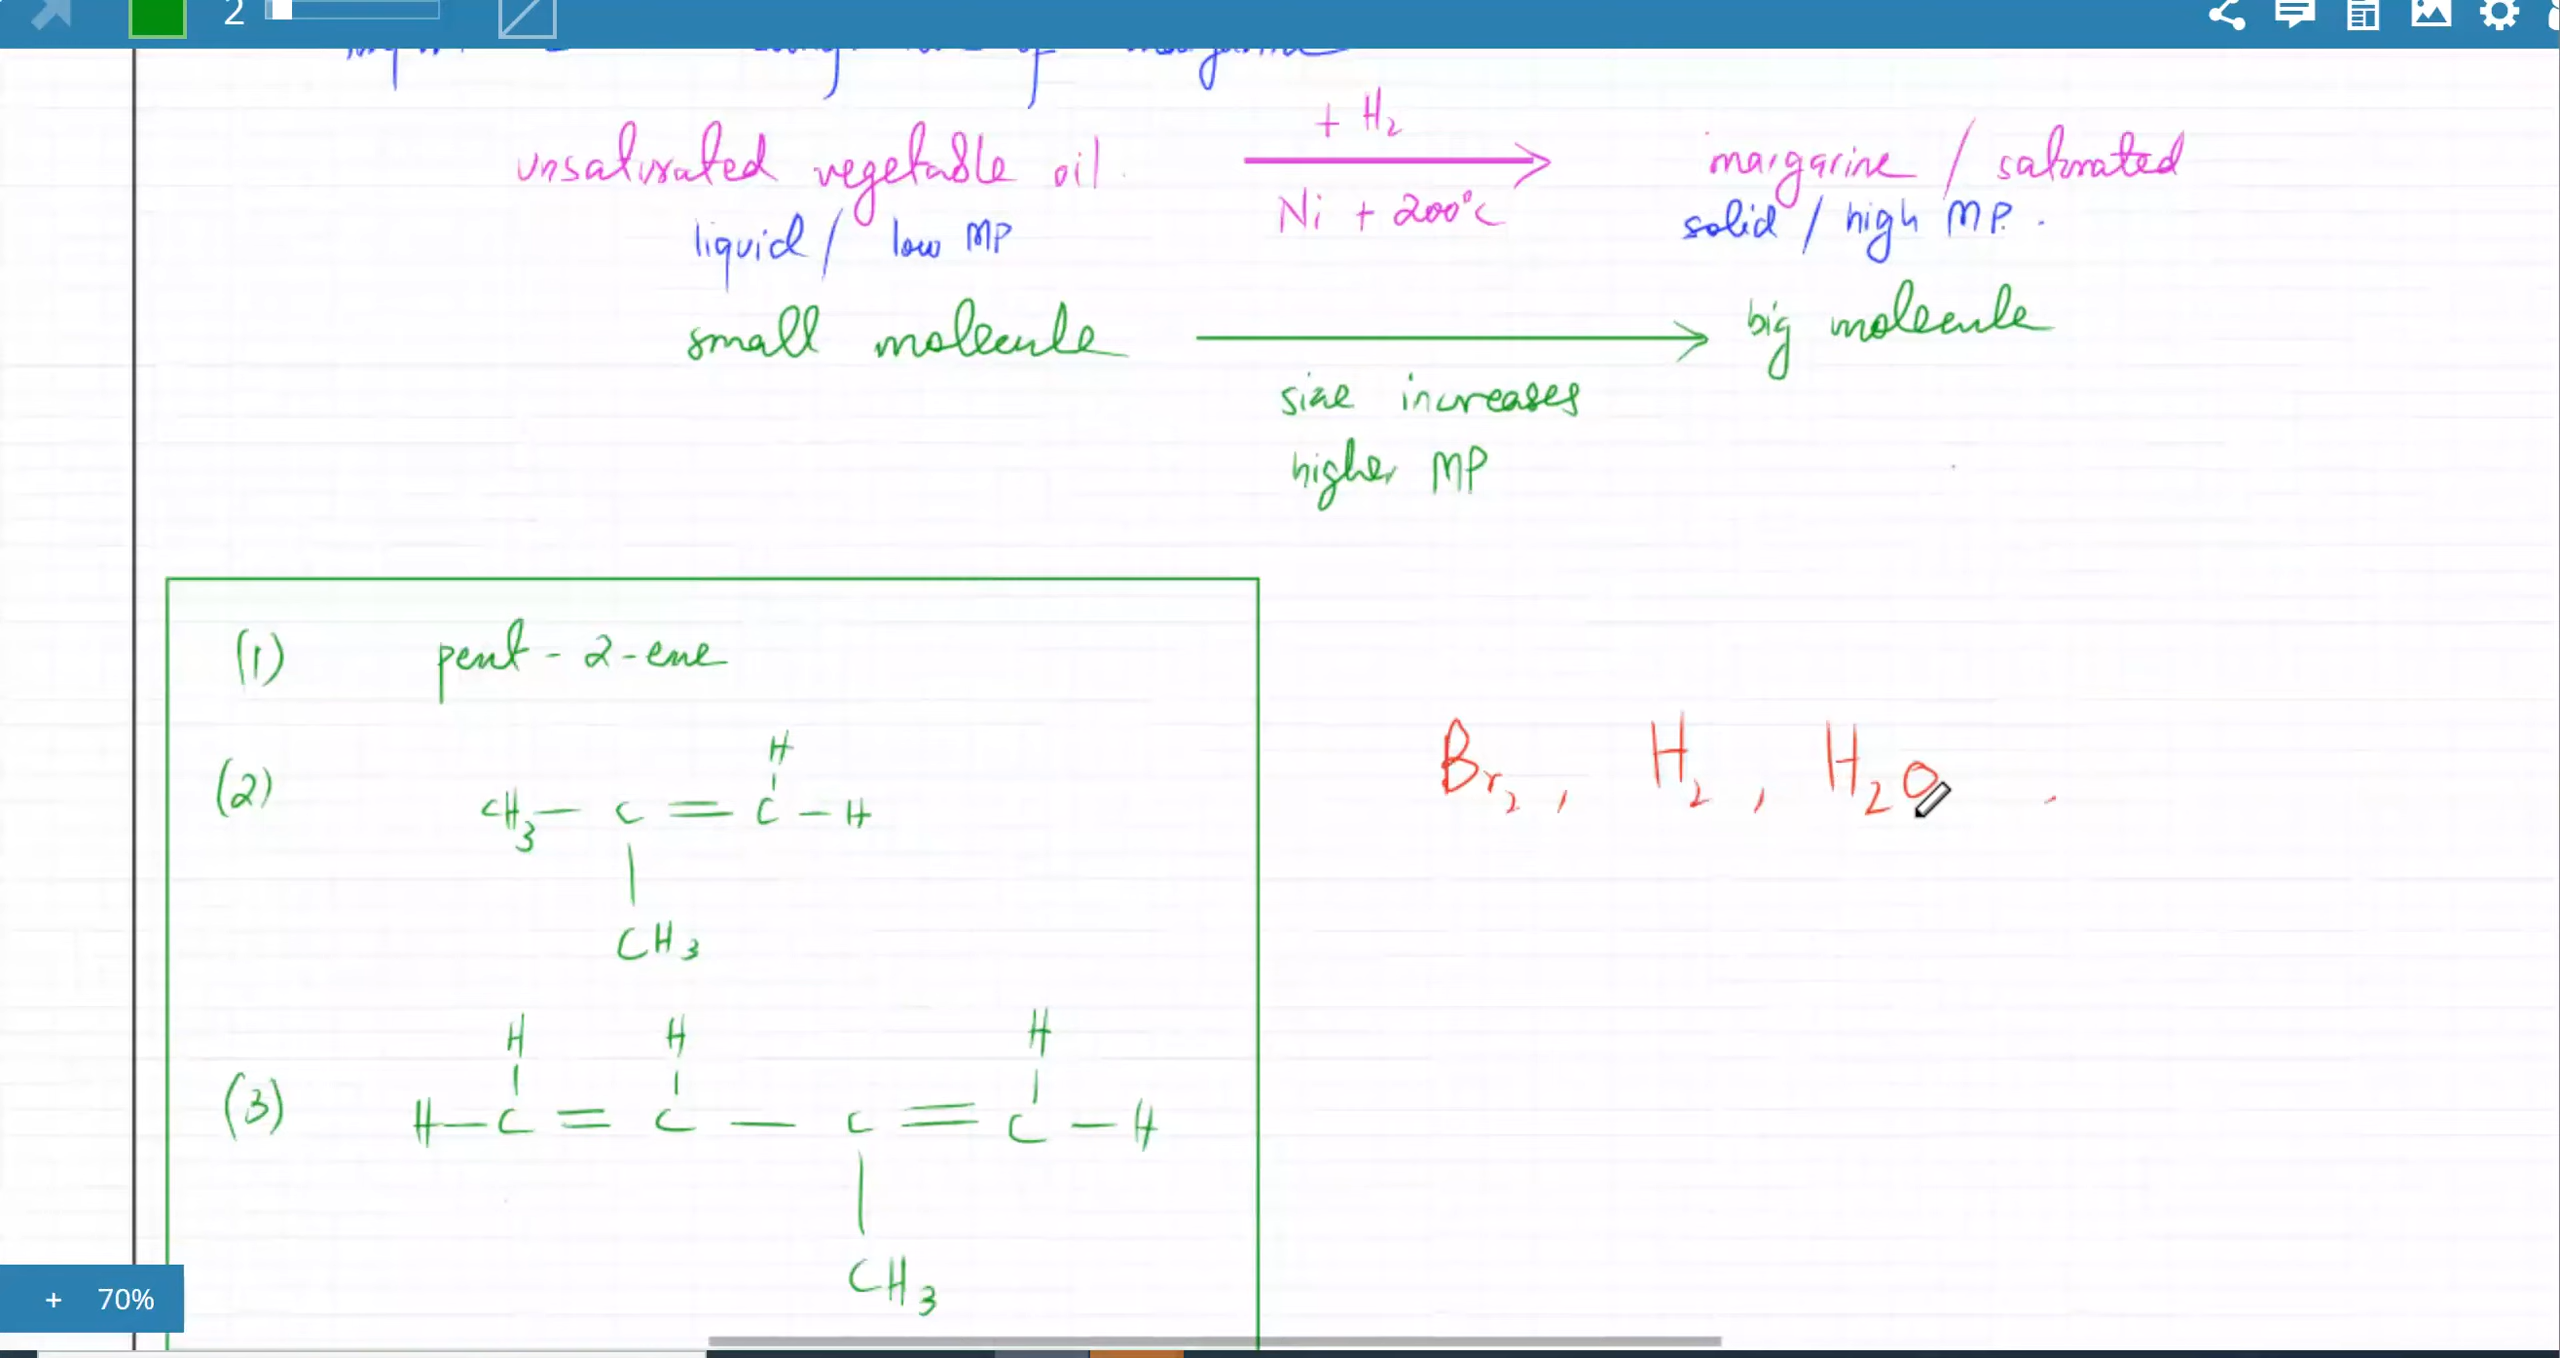 2
+ H2
unsaturated vegetable oil. margarine / saturated
Ni + 200°C
liquid / low MP solid / high MP.
small molecule big molecule
size increases
higher MP
(1) pent-2-ene
H
(2) CH3 — C = C — H
CH3
Br2, H2, H2O
H H H
(3) H — C = C — C = C — H
CH3
+ 70%